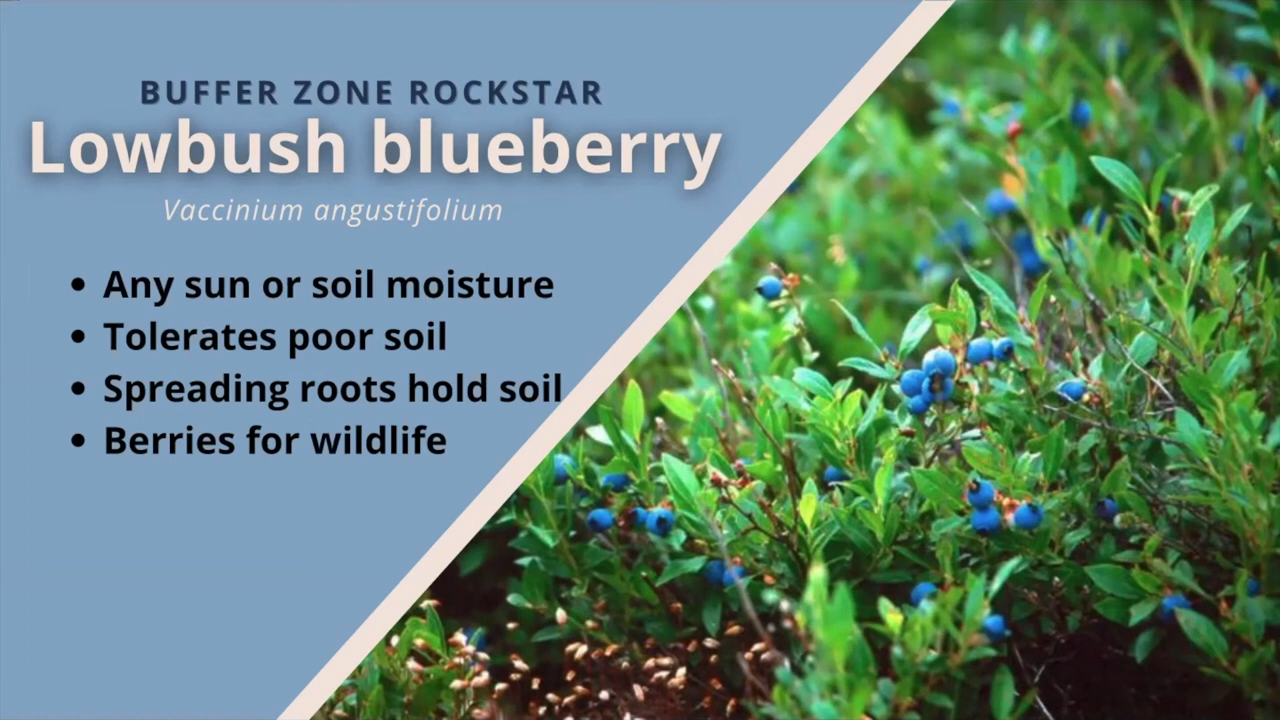 BUFFER ZONE ROCKSTAR
Lowbush blueberry
Vaccinium angustifolium
• Any sun or soil moisture
• Tolerates poor soil
• Spreading roots hold soil
• Berries for wildlife